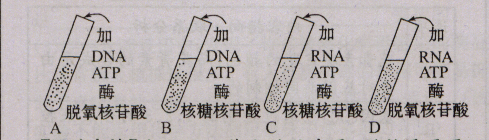 加 加 加 加
DNA DNA RNA RNA
ATP ATP ATP ATP
酶 酶 酶 酶
脱氧核苷酸 核糖核苷酸 核糖核苷酸 脱氧核苷酸
A B C D